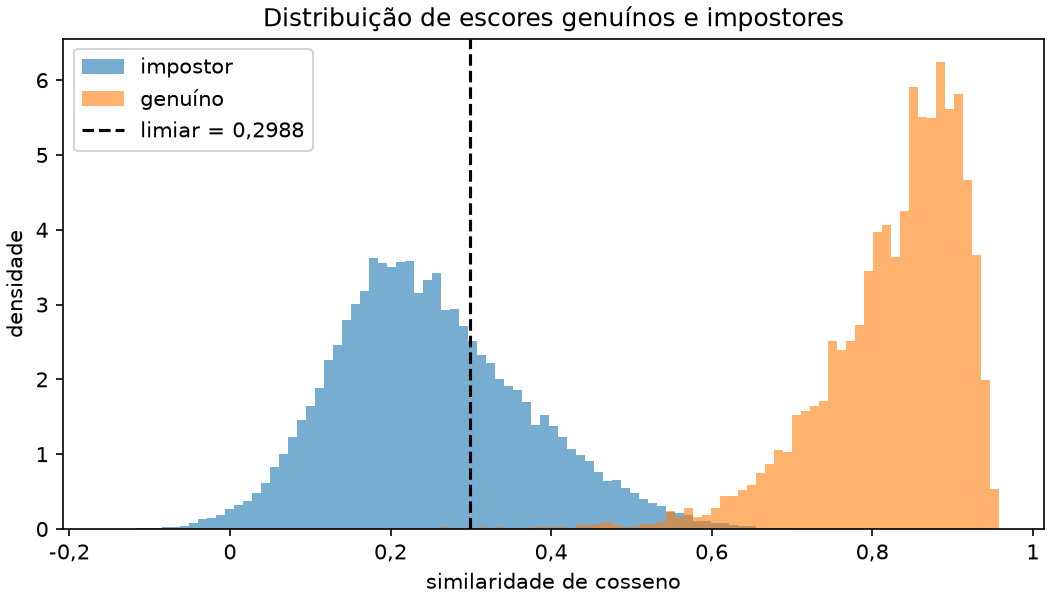 Distribuição de escores genuínos e impostores
impostor
genuíno
limiar = 0,2988
densidade
6
5
4
3
2
1
0
-0,2
0
0,2
0,4
0,6
0,8
1
similaridade de cosseno